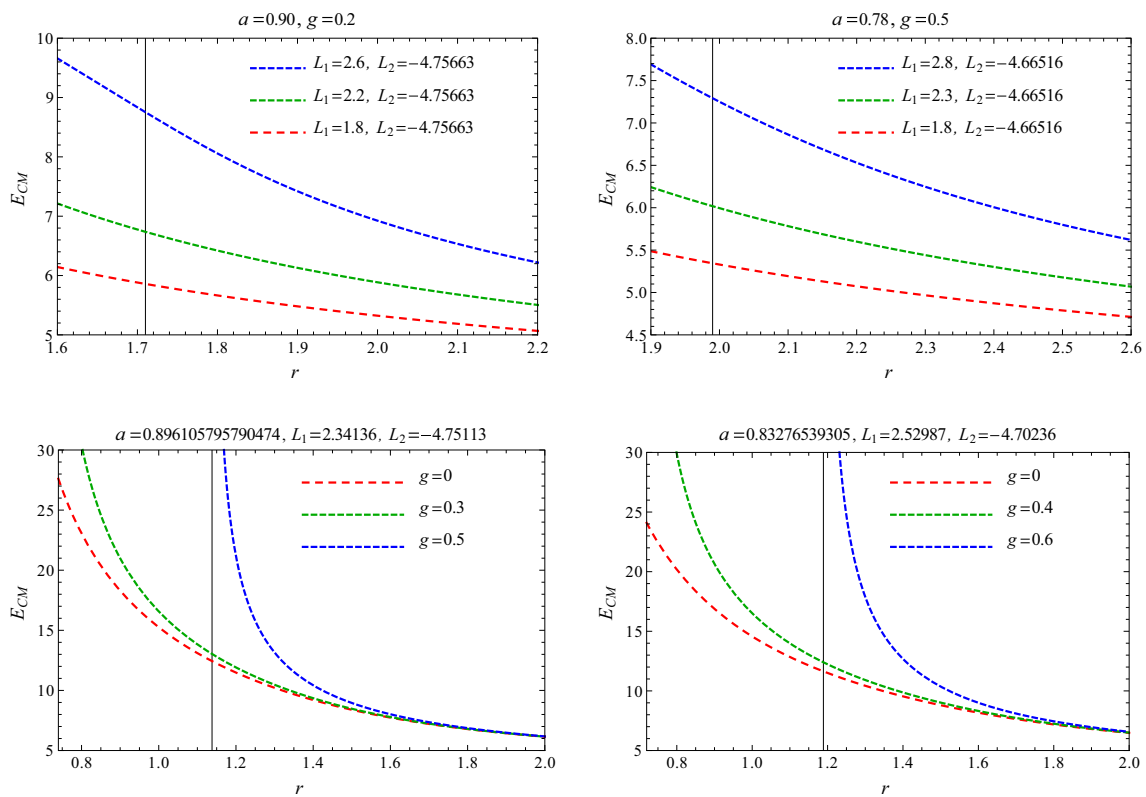 a=0.90, g=0.2
L1=2.6, L2=−4.75663
L1=2.2, L2=−4.75663
L1=1.8, L2=−4.75663
10
9
8
7
6
5
E_CM
1.6 1.7 1.8 1.9 2.0 2.1 2.2
r
a=0.78, g=0.5
L1=2.8, L2=−4.66516
L1=2.3, L2=−4.66516
L1=1.8, L2=−4.66516
8.0
7.5
7.0
6.5
6.0
5.5
5.0
4.5
E_CM
1.9 2.0 2.1 2.2 2.3 2.4 2.5 2.6
r
a=0.896105795790474, L1=2.34136, L2=−4.75113
g=0
g=0.3
g=0.5
30
25
20
15
10
5
E_CM
0.8 1.0 1.2 1.4 1.6 1.8 2.0
r
a=0.83276539305, L1=2.52987, L2=−4.70236
g=0
g=0.4
g=0.6
30
25
20
15
10
5
E_CM
0.8 1.0 1.2 1.4 1.6 1.8 2.0
r